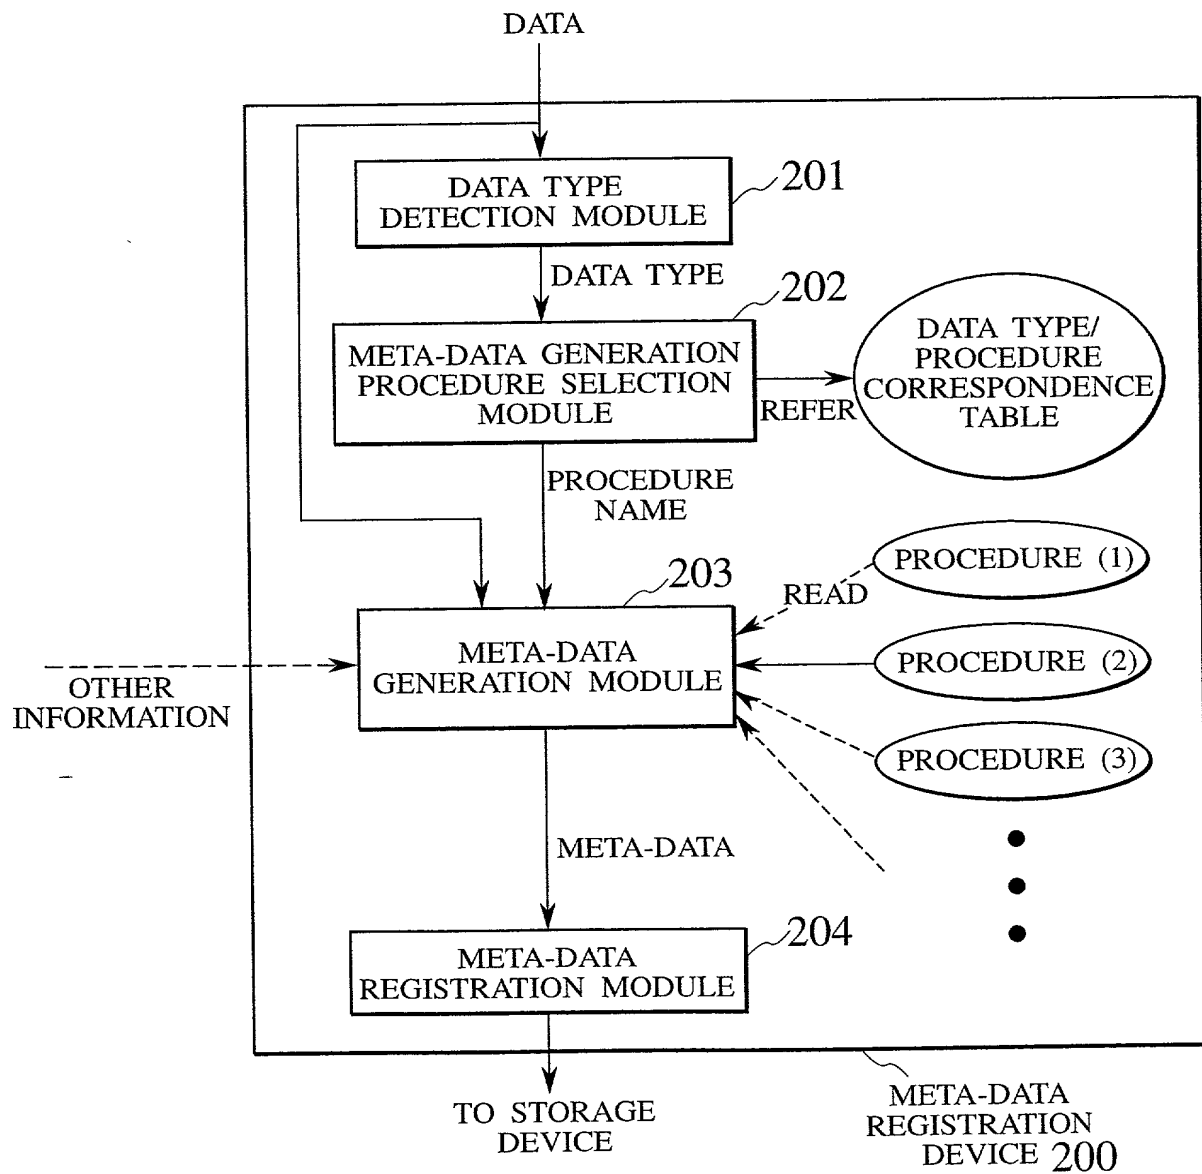 DATA
DATA TYPE
DETECTION MODULE
201
DATA TYPE
202
META-DATA GENERATION
PROCEDURE SELECTION
MODULE
REFER
DATA TYPE/
PROCEDURE
CORRESPONDENCE
TABLE
PROCEDURE
NAME
203
READ
PROCEDURE (1)
META-DATA
GENERATION MODULE
PROCEDURE (2)
OTHER
INFORMATION
PROCEDURE (3)
META-DATA
204
META-DATA
REGISTRATION MODULE
TO STORAGE
DEVICE
META-DATA
REGISTRATION
DEVICE 200